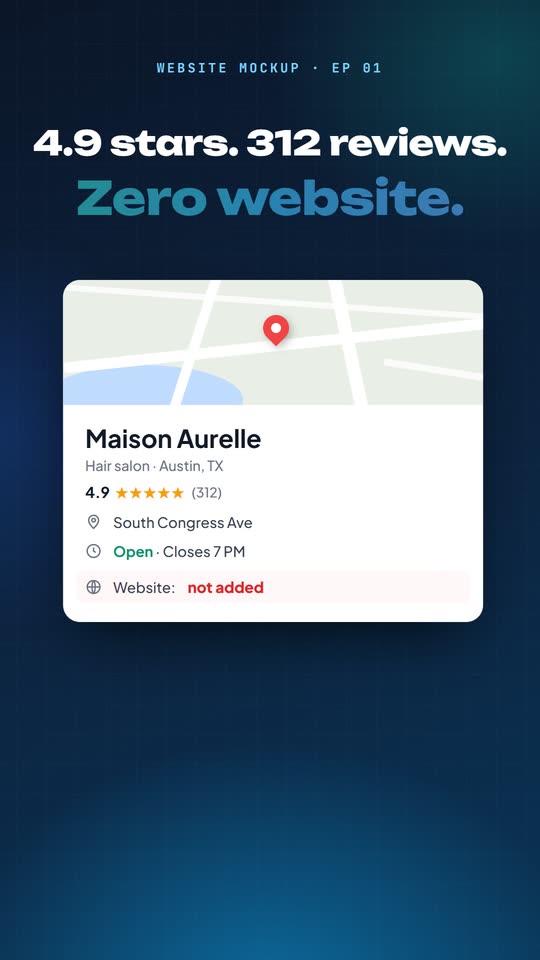 WEBSITE MOCKUP · EP 01
4.9 stars. 312 reviews.
Zero website.
Maison Aurelle
Hair salon · Austin, TX
4.9 ★★★★★ (312)
South Congress Ave
Open · Closes 7 PM
Website: not added